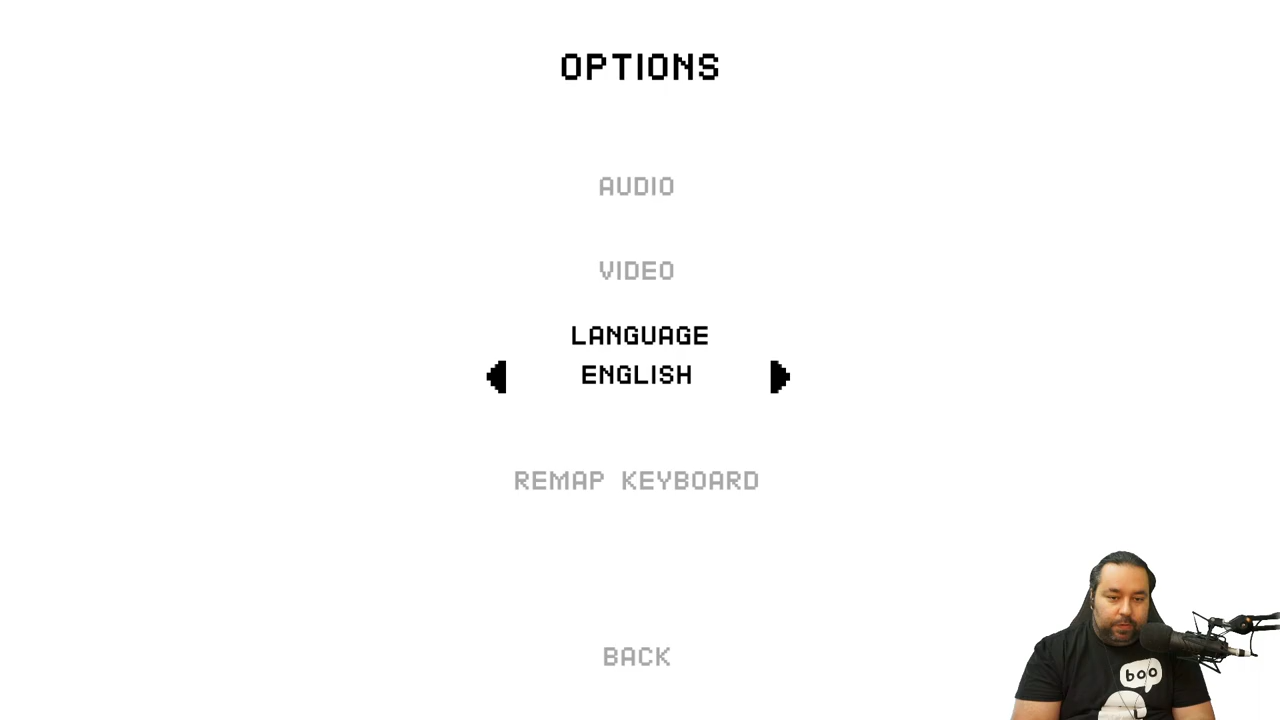 OPTIONS
AUDIO
VIDEO
LANGUAGE
ENGLISH
REMAP KEYBOARD
BACK
boo